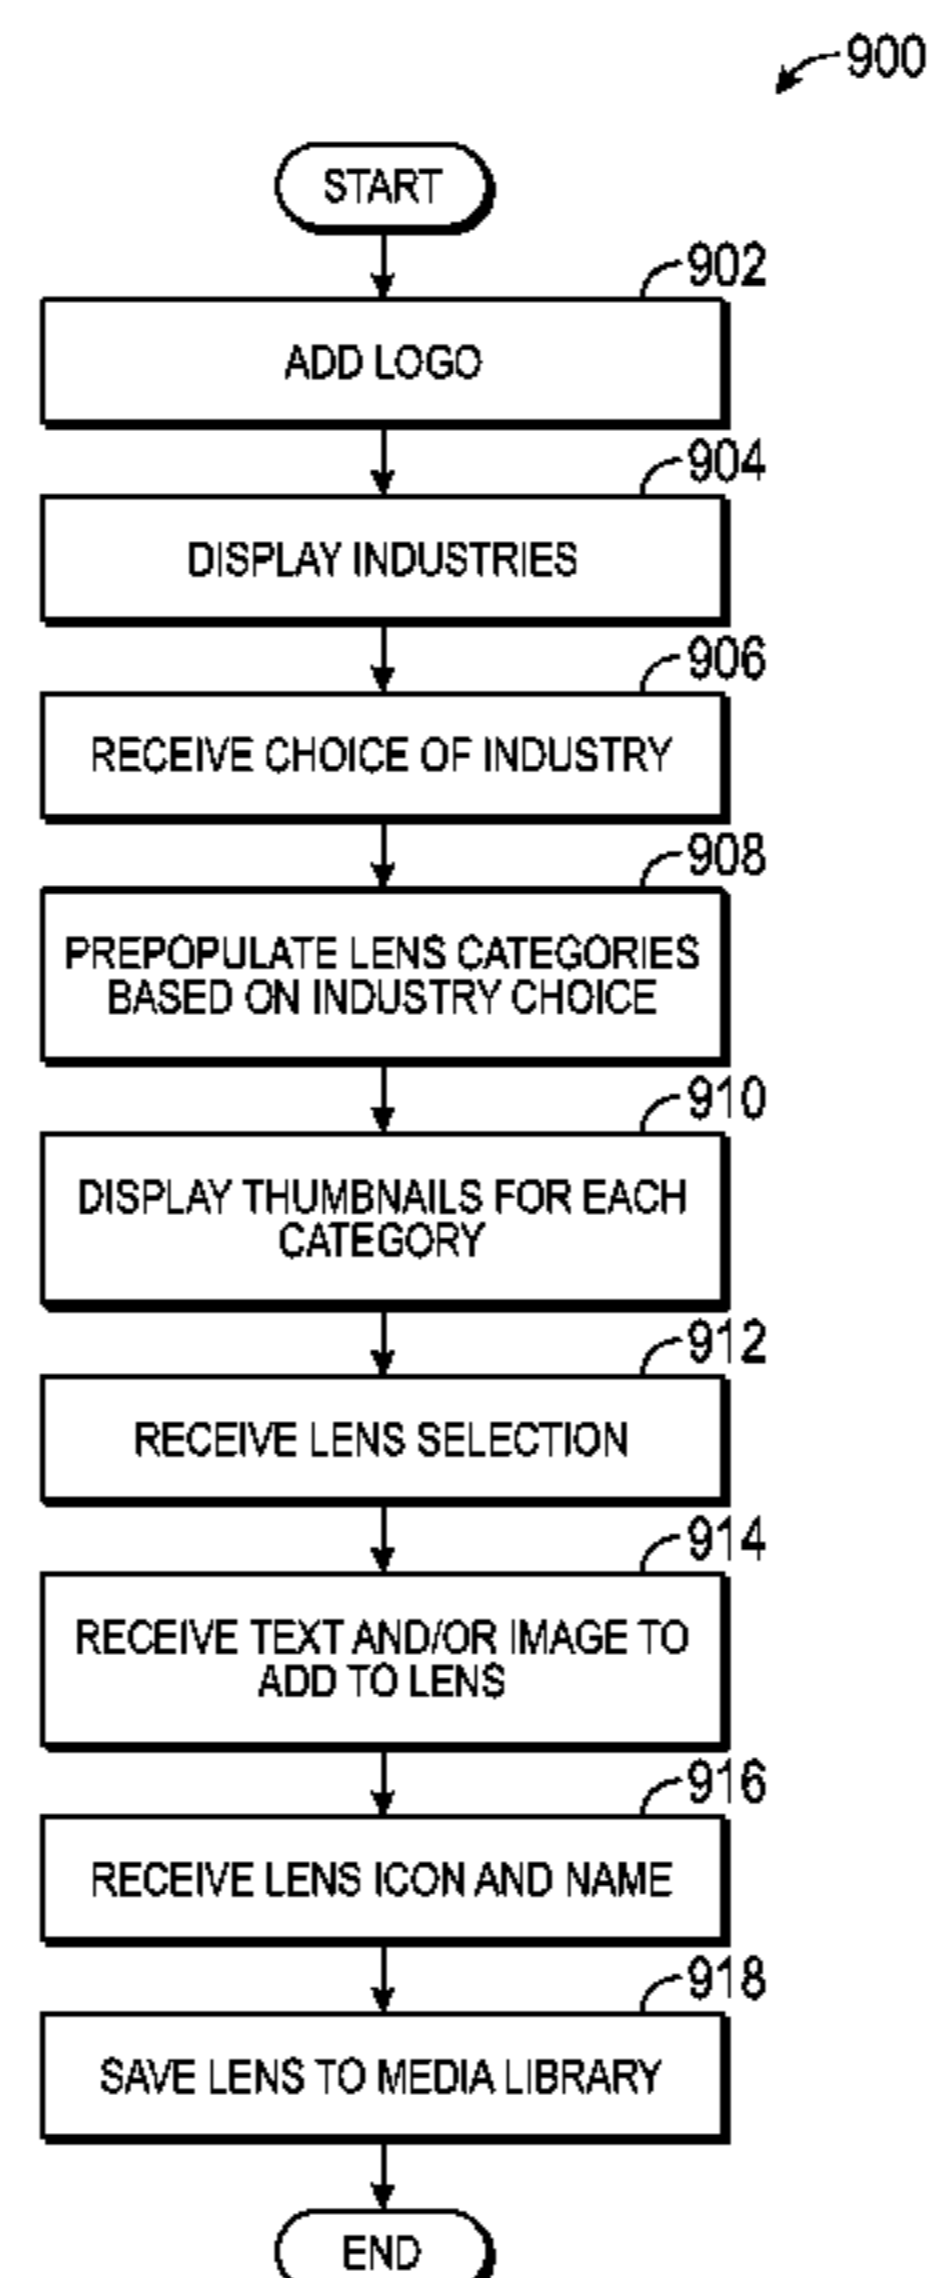 900
START
902
ADD LOGO
904
DISPLAY INDUSTRIES
906
RECEIVE CHOICE OF INDUSTRY
908
PREPOPULATE LENS CATEGORIES
BASED ON INDUSTRY CHOICE
910
DISPLAY THUMBNAILS FOR EACH
CATEGORY
912
RECEIVE LENS SELECTION
914
RECEIVE TEXT AND/OR IMAGE TO
ADD TO LENS
916
RECEIVE LENS ICON AND NAME
918
SAVE LENS TO MEDIA LIBRARY
END